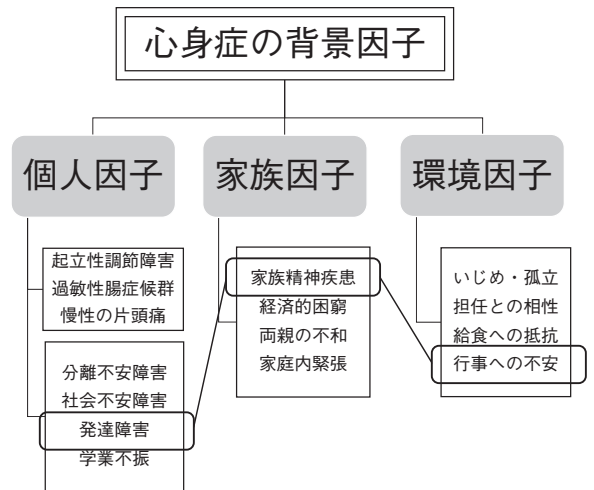 心身症の背景因子
個人因子
家族因子
環境因子
起立性調節障害
過敏性腸症候群
慢性の片頭痛
分離不安障害
社会不安障害
発達障害
学業不振
家族精神疾患
経済的困窮
両親の不和
家庭内緊張
いじめ・孤立
担任との相性
給食への抵抗
行事への不安